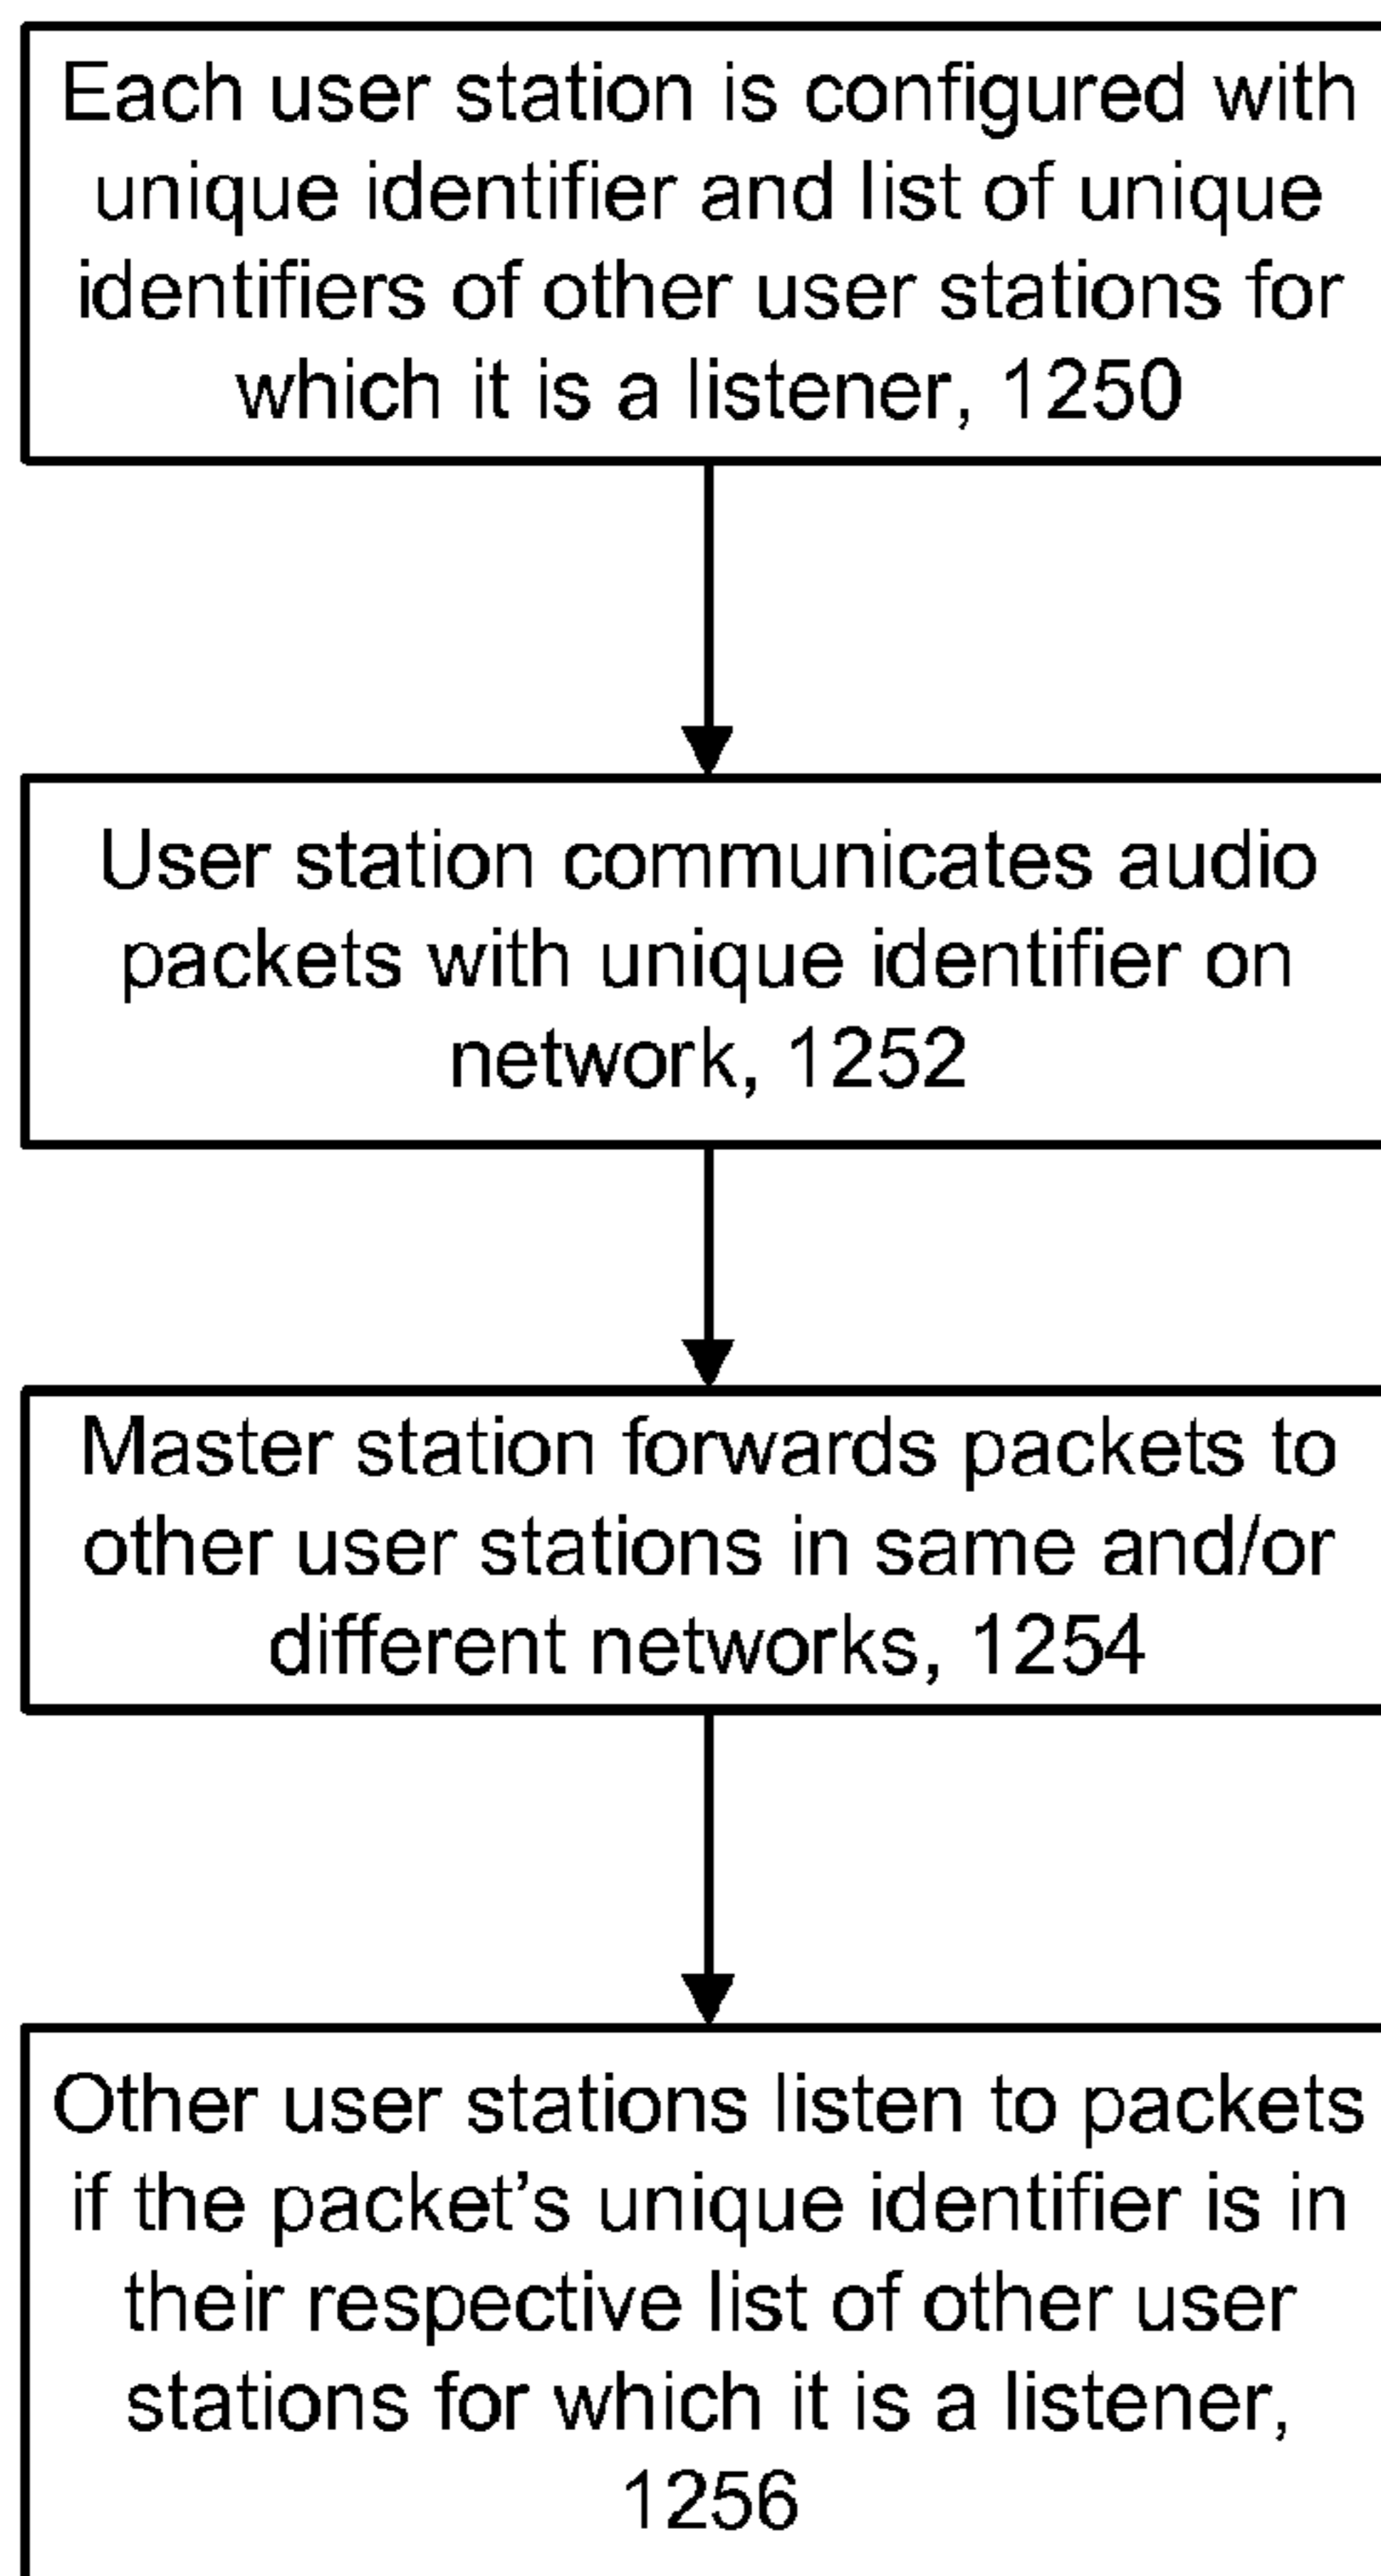 Each user station is configured with
unique identifier and list of unique
identifiers of other user stations for
which it is a listener, 1250
User station communicates audio
packets with unique identifier on
network, 1252
Master station forwards packets to
other user stations in same and/or
different networks, 1254
Other user stations listen to packets
if the packet's unique identifier is in
their respective list of other user
stations for which it is a listener,
1256